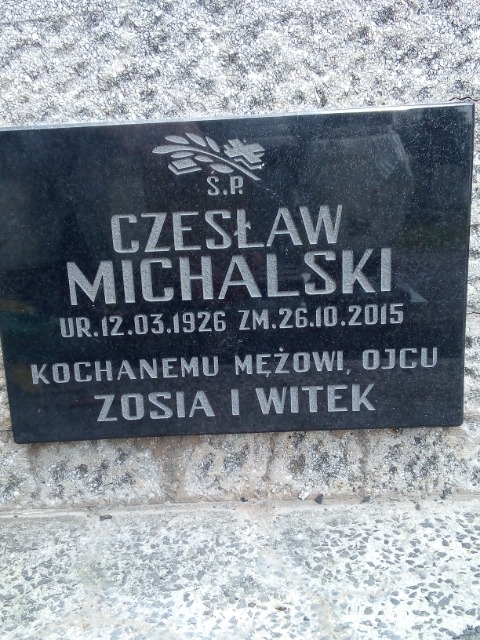 Ś.P.
CZESŁAW
MICHALSKI
UR.12.03.1926 ZM.26.10.2015
KOCHANEMU MĘŻOWI, OJCU
ZOSIA I WITEK